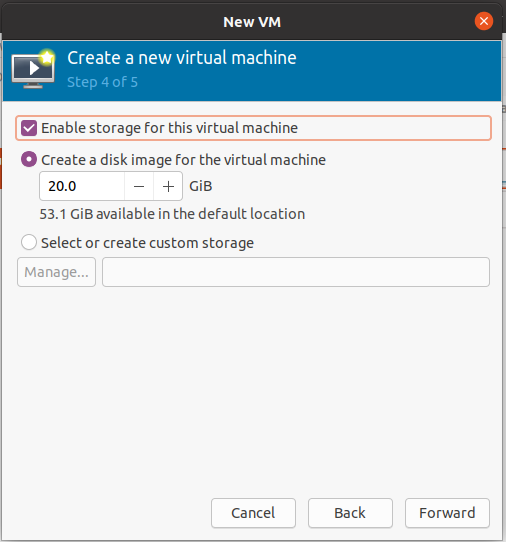 New VM
Create a new virtual machine
Step 4 of 5
Enable storage for this virtual machine
Create a disk image for the virtual machine
20.0 − + GiB
53.1 GiB available in the default location
Select or create custom storage
Manage...
Cancel Back Forward